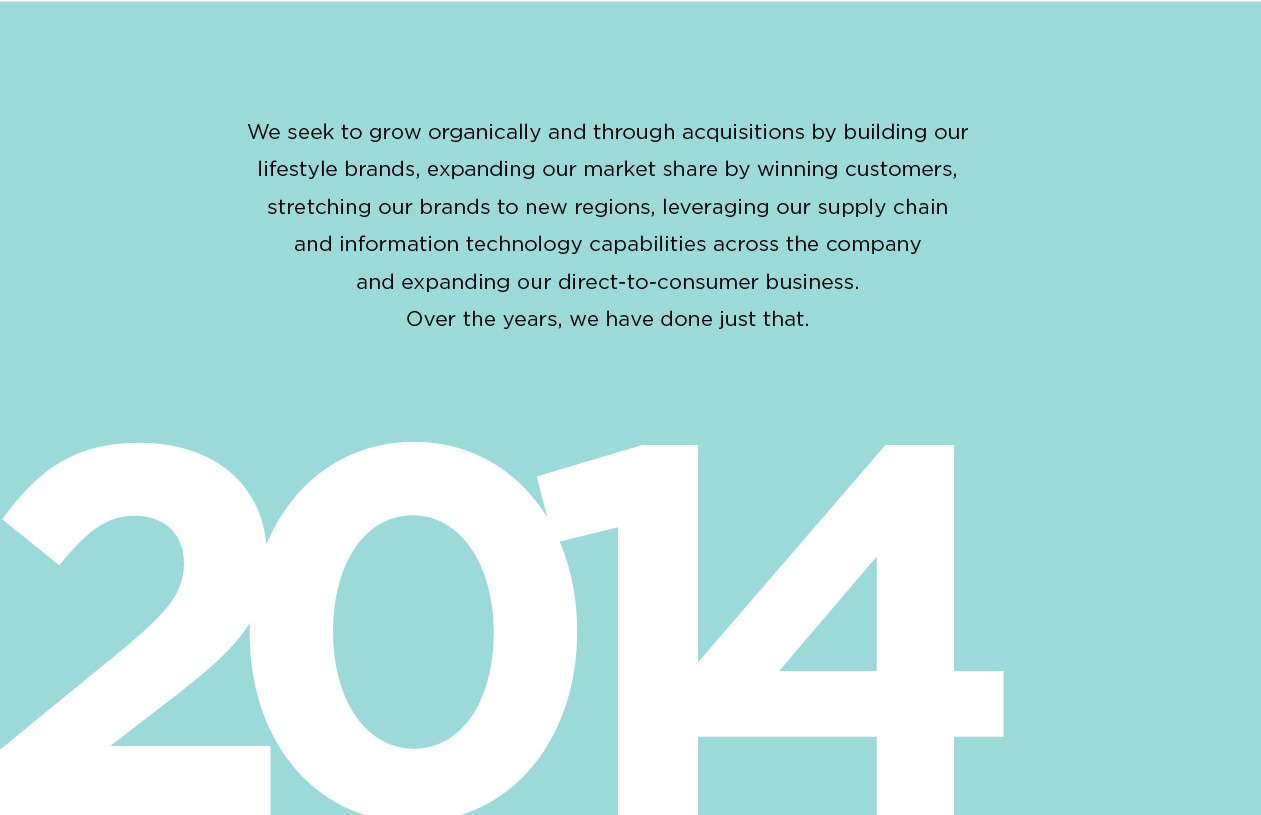 We seek to grow organically and through acquisitions by building our
lifestyle brands, expanding our market share by winning customers,
stretching our brands to new regions, leveraging our supply chain
and information technology capabilities across the company
and expanding our direct-to-consumer business.
Over the years, we have done just that.
2014